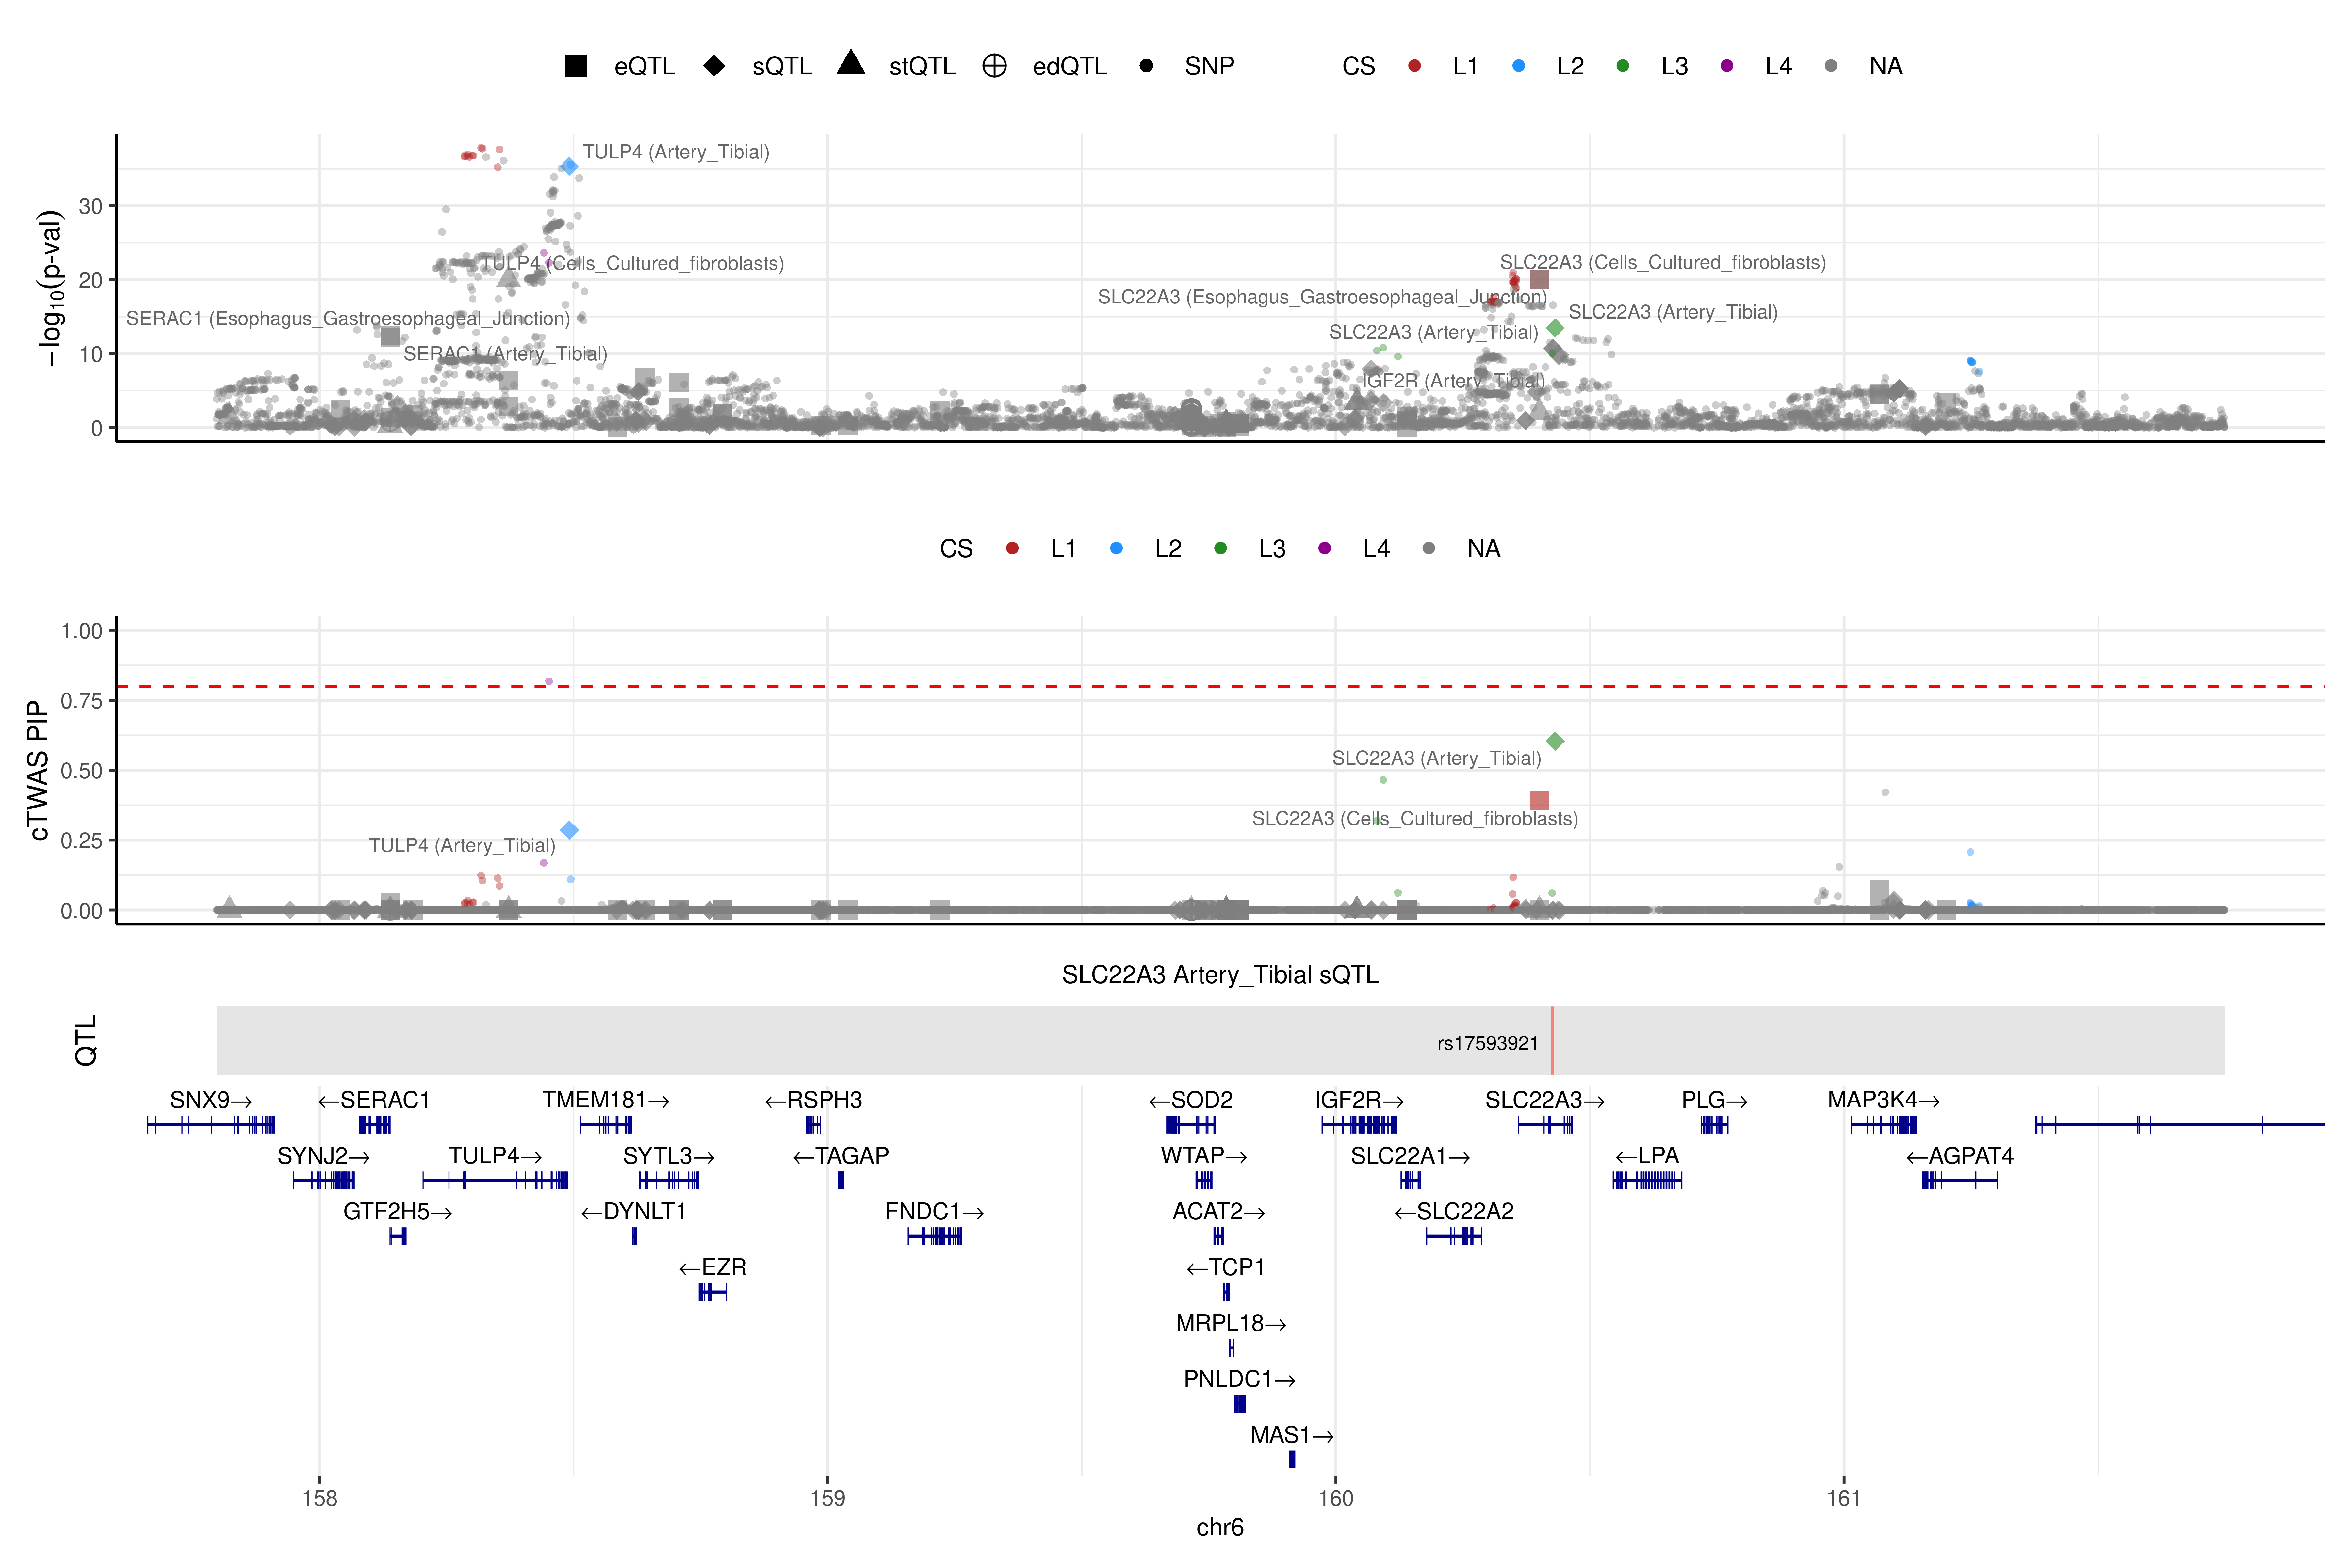 eQTL sQTL stQTL edQTL SNP CS L1 L2 L3 L4 NA
−log10(p-val)
30
20
10
0
TULP4 (Artery_Tibial)
TULP4 (Cells_Cultured_fibroblasts)
SLC22A3 (Cells_Cultured_fibroblasts)
SLC22A3 (Esophagus_Gastroesophageal_Junction)
SLC22A3 (Artery_Tibial)
SERAC1 (Esophagus_Gastroesophageal_Junction)
SLC22A3 (Artery_Tibial)
SERAC1 (Artery_Tibial)
IGF2R (Artery_Tibial)
CS L1 L2 L3 L4 NA
cTWAS PIP
1.00
0.75
0.50
0.25
0.00
SLC22A3 (Artery_Tibial)
SLC22A3 (Cells_Cultured_fibroblasts)
TULP4 (Artery_Tibial)
SLC22A3 Artery_Tibial sQTL
QTL
rs17593921
SNX9→ ←SERAC1 TMEM181→ ←RSPH3 ←SOD2 IGF2R→ SLC22A3→ PLG→ MAP3K4→
SYNJ2→ TULP4→ SYTL3→ ←TAGAP WTAP→ SLC22A1→ ←LPA ←AGPAT4
GTF2H5→ ←DYNLT1 FNDC1→ ACAT2→ ←SLC22A2
←EZR ←TCP1
MRPL18→
PNLDC1→
MAS1→
158 159 160 161
chr6